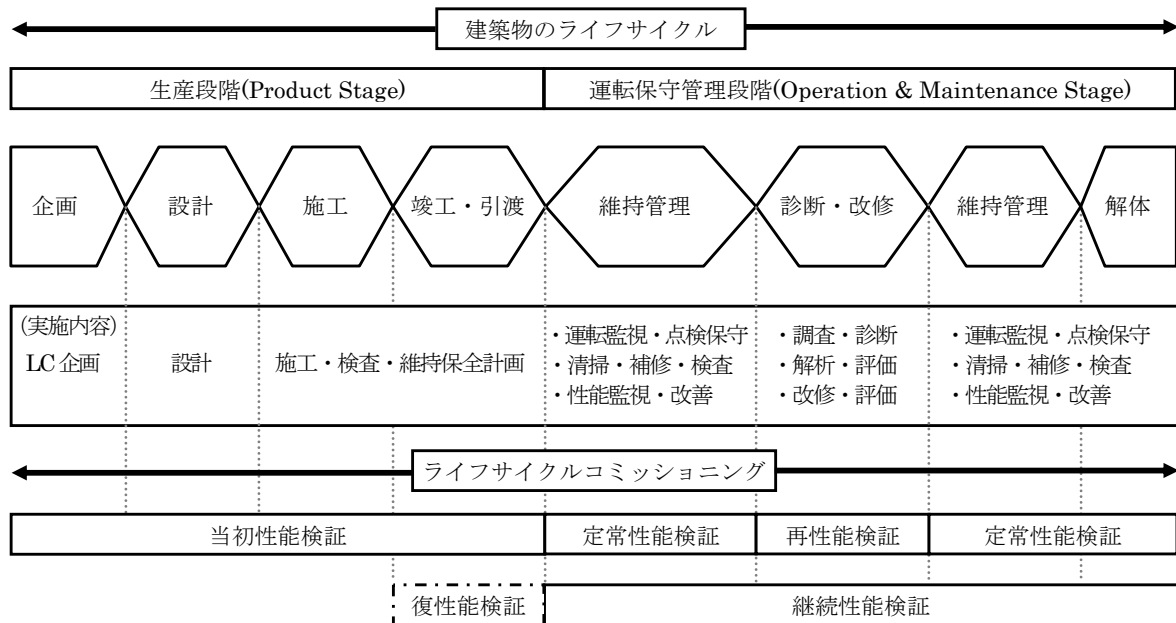 建築物のライフサイクル
生産段階(Product Stage)
運転保守管理段階(Operation & Maintenance Stage)
企画
設計
施工
竣工・引渡
維持管理
診断・改修
維持管理
解体
(実施内容)
LC 企画
設計
施工・検査・維持保全計画
・運転監視・点検保守
・清掃・補修・検査
・性能監視・改善
・調査・診断
・解析・評価
・改修・評価
・運転監視・点検保守
・清掃・補修・検査
・性能監視・改善
ライフサイクルコミッショニング
当初性能検証
定常性能検証
再性能検証
定常性能検証
復性能検証
継続性能検証